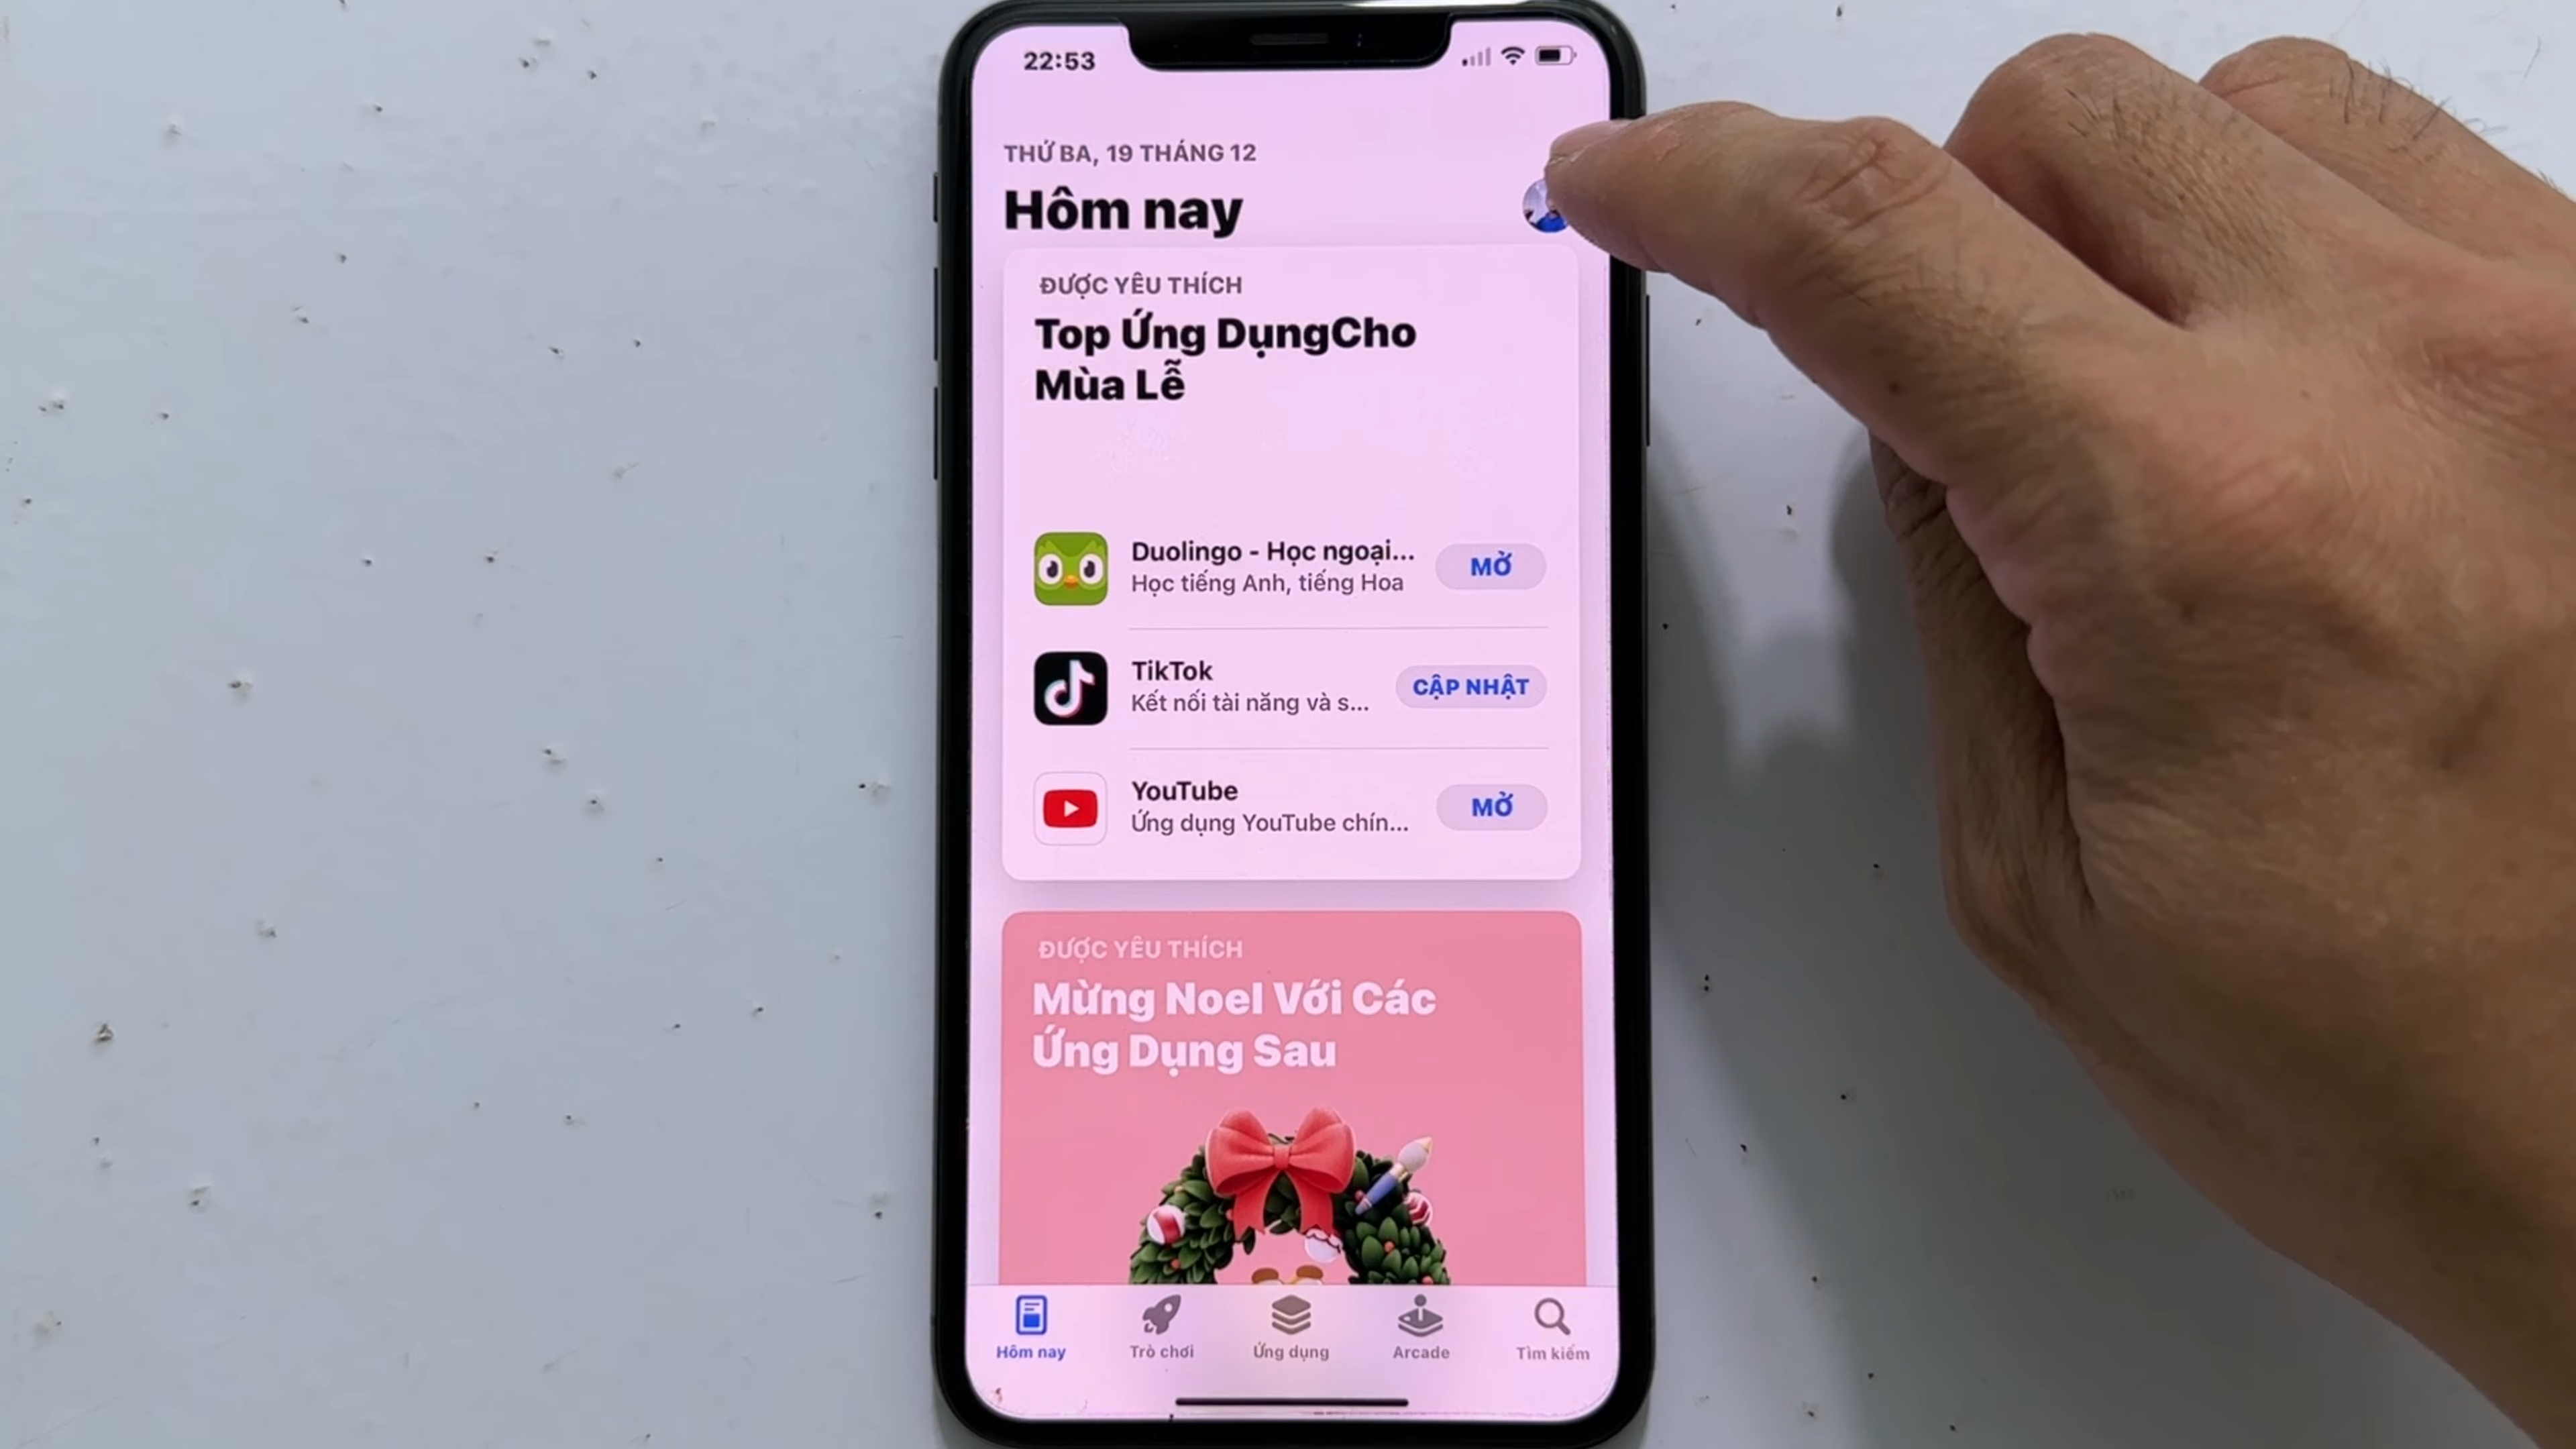 22:53
THỨ BA, 19 THÁNG 12
Hôm nay
ĐƯỢC YÊU THÍCH
Top Ứng DụngCho
Mùa Lễ
Duolingo - Học ngoại...
Học tiếng Anh, tiếng Hoa
MỞ
TikTok
Kết nối tài năng và s...
CẬP NHẬT
YouTube
Ứng dụng YouTube chín...
MỞ
ĐƯỢC YÊU THÍCH
Mừng Noel Với Các
Ứng Dụng Sau
Hôm nay
Trò chơi
Ứng dụng
Arcade
Tìm kiếm